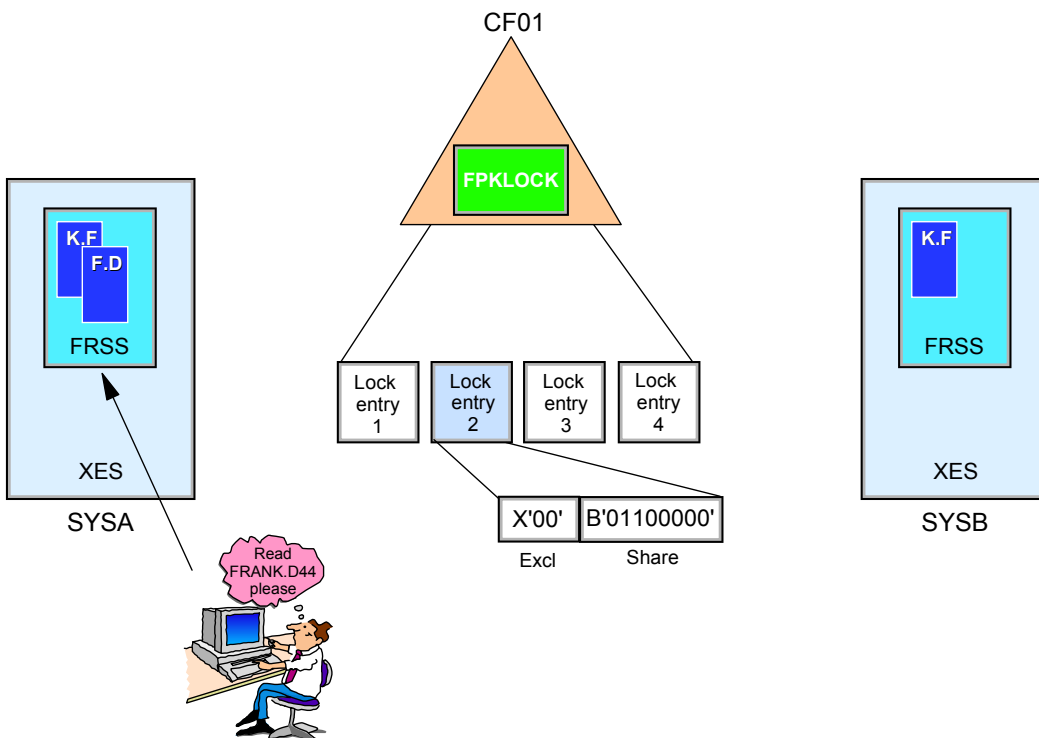 CF01
FPKLOCK
K.F
F.D
FRSS
XES
SYSA
K.F
FRSS
XES
SYSB
Lock
entry
1
Lock
entry
2
Lock
entry
3
Lock
entry
4
X'00'
B'01100000'
Excl
Share
Read
FRANK.D44
please